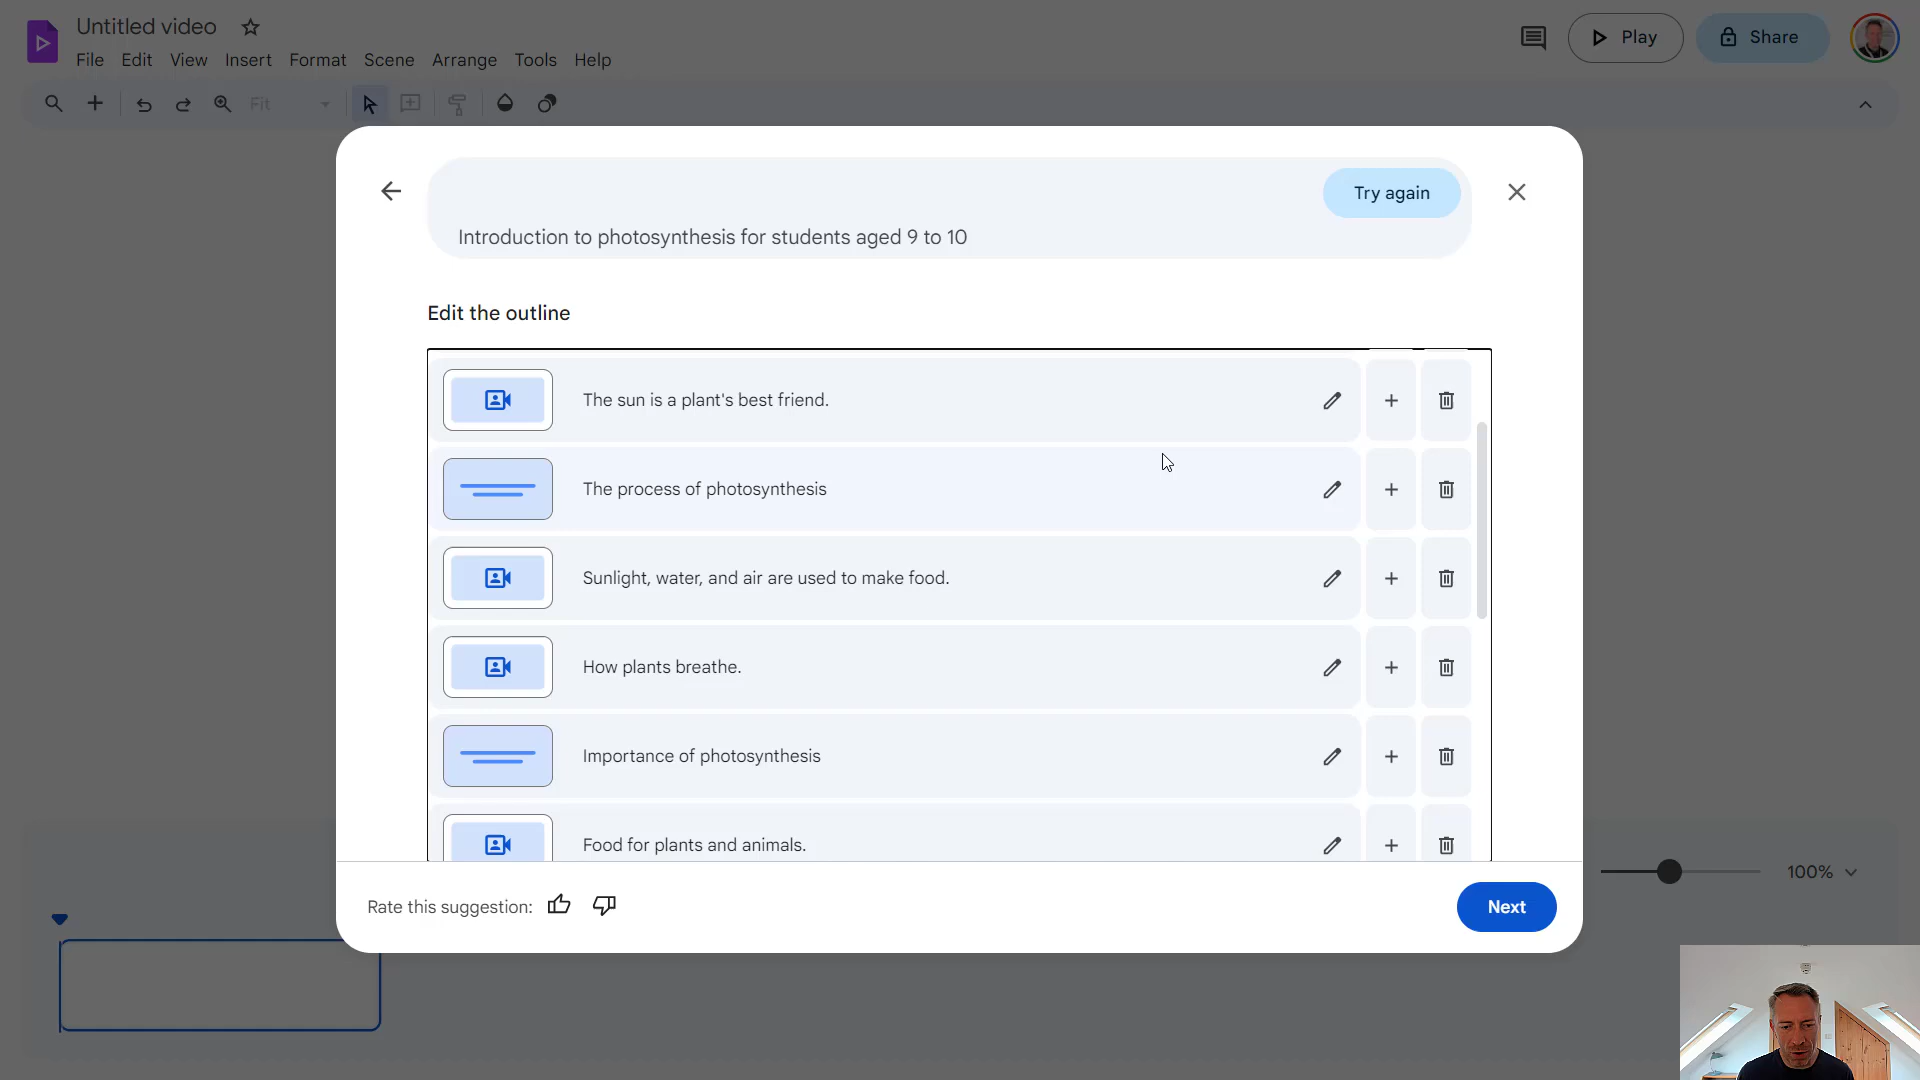 Untitled video
File Edit View Insert Format Scene Arrange Tools Help
Play
Share
Fit
Try again
Introduction to photosynthesis for students aged 9 to 10
Edit the outline
The sun is a plant's best friend.
The process of photosynthesis
Sunlight, water, and air are used to make food.
How plants breathe.
Importance of photosynthesis
Food for plants and animals.
100%
Rate this suggestion:
Next